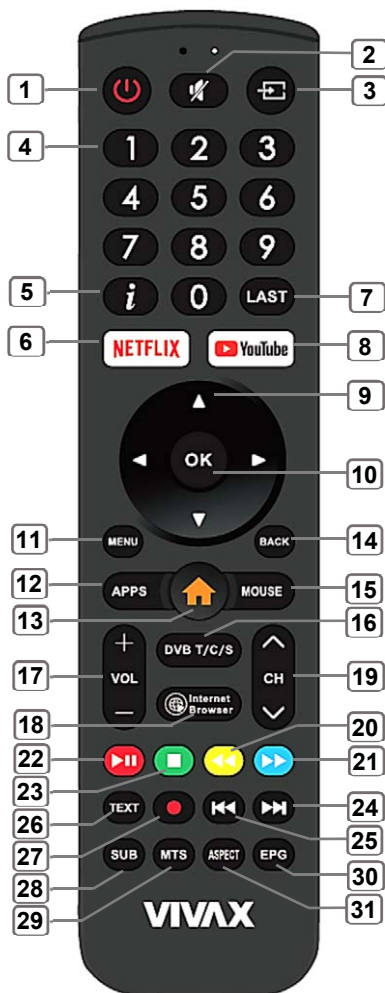 2
1
3
4
1 2 3
4 5 6
7 8 9
5
i 0 LAST
7
6
NETFLIX YouTube
8
9
OK
10
11
MENU BACK
14
12
APPS MOUSE
15
13
16
+
DVB T/C/S
17
VOL CH
19
−
18
Internet
Browser
20
22
21
23
24
26
TEXT
25
27
28
SUB MTS ASPECT EPG
30
29
31
VIVAX